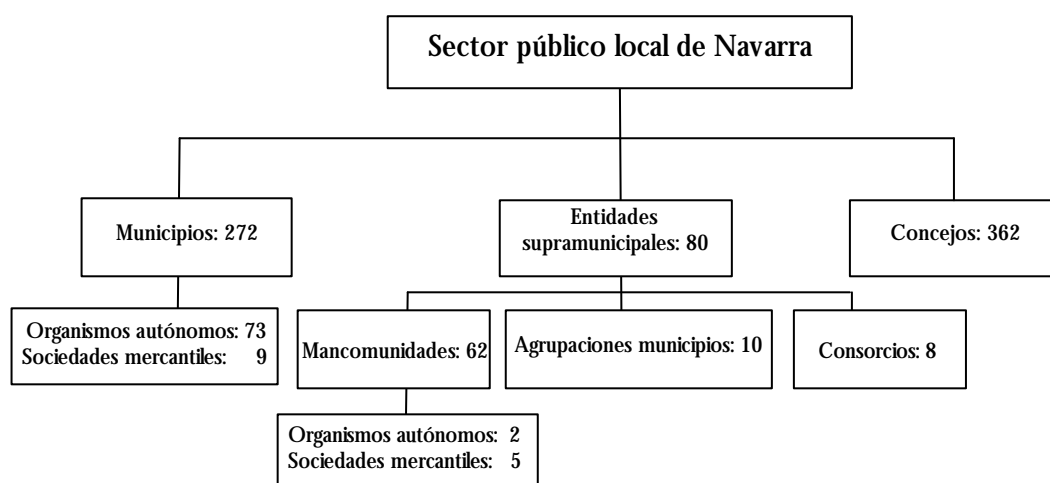 Sector público local de Navarra
Municipios: 272
Entidades
supramunicipales: 80
Concejos: 362
Organismos autónomos: 73
Sociedades mercantiles: 9
Mancomunidades: 62
Agrupaciones municipios: 10
Consorcios: 8
Organismos autónomos: 2
Sociedades mercantiles: 5